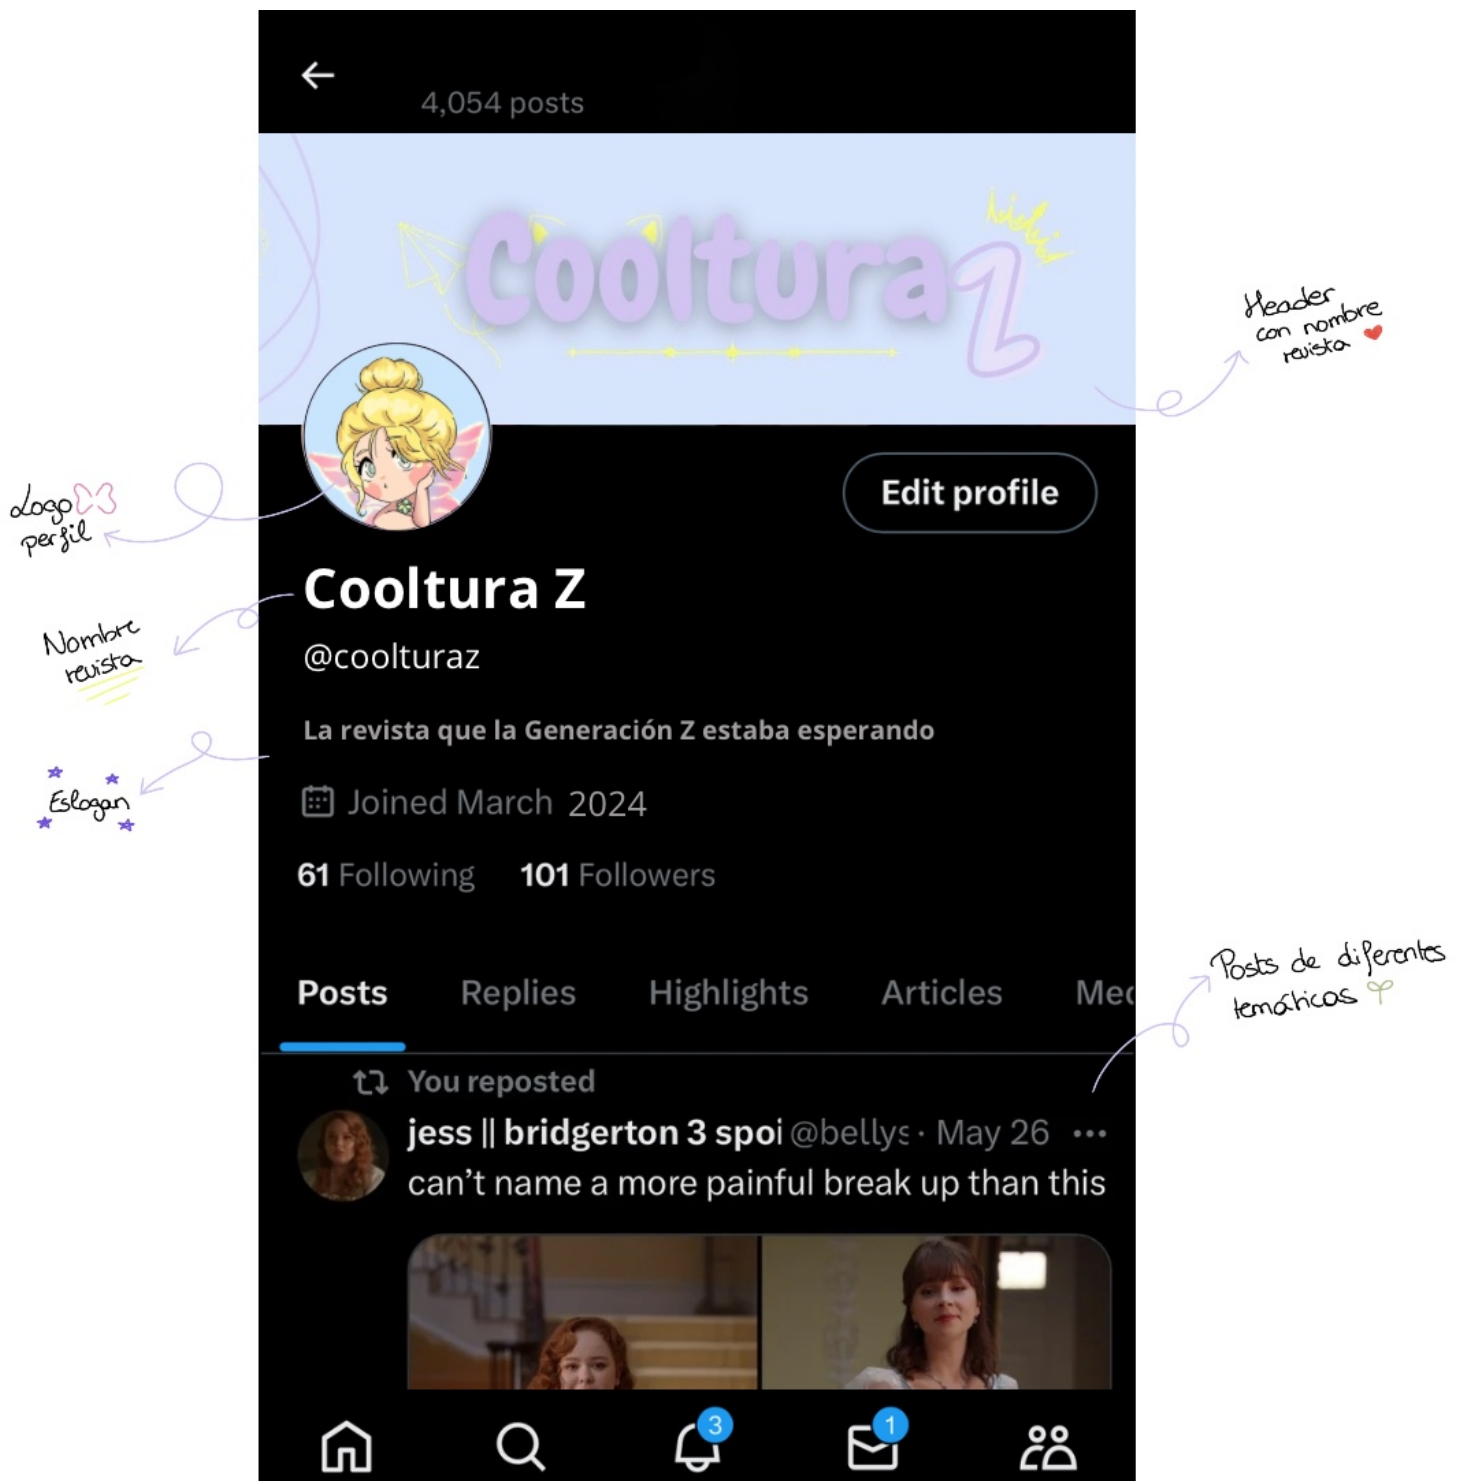 4,054 posts
Cooltura Z
Header
con nombre
revista
Logo
perfil
Edit profile
Cooltura Z
Nombre
revista
@coolturaz
La revista que la Generación Z estaba esperando
Eslogan
Joined March 2024
61 Following 101 Followers
Posts de diferentes
temáticas
Posts Replies Highlights Articles Med
You reposted
jess || bridgerton 3 spoi @bellys · May 26 ...
can't name a more painful break up than this
3 1